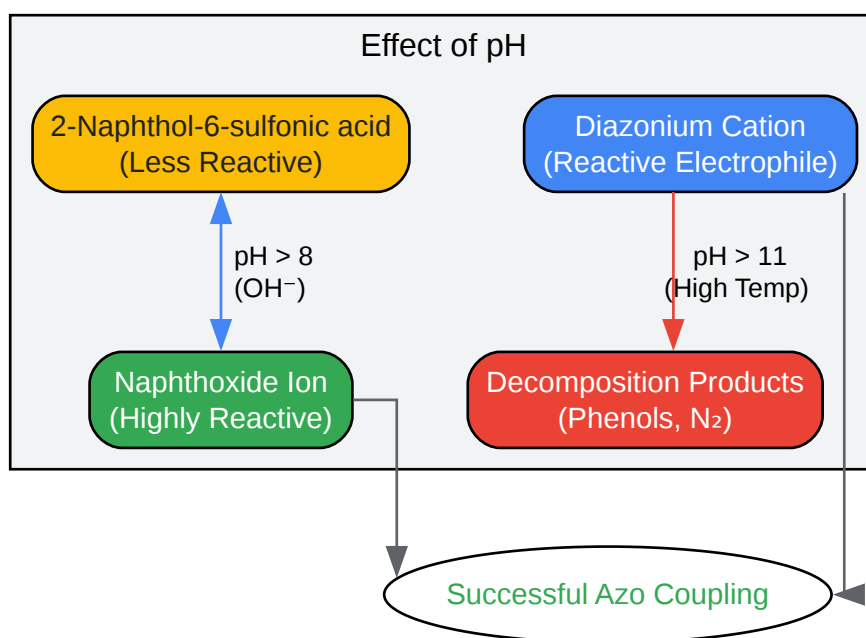 Effect of pH
2-Naphthol-6-sulfonic acid
(Less Reactive)
Diazonium Cation
(Reactive Electrophile)
pH > 8
(OH⁻)
pH > 11
(High Temp)
Naphthoxide Ion
(Highly Reactive)
Decomposition Products
(Phenols, N₂)
Successful Azo Coupling